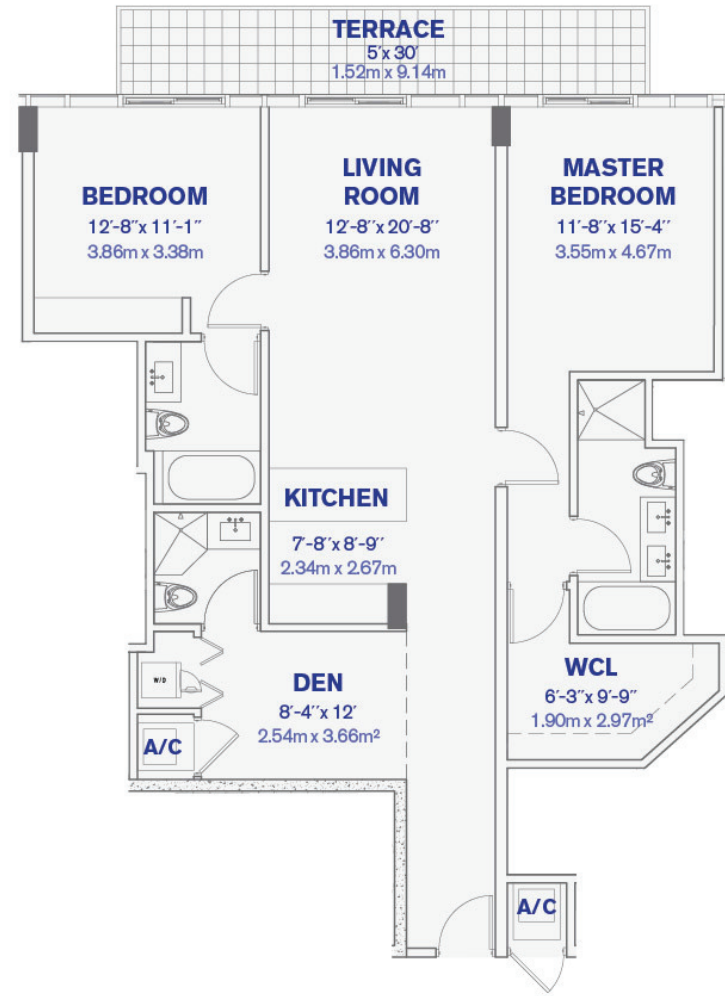 TERRACE
5′x 30′
1.52m x 9.14m
BEDROOM
12′-8″x 11′-1″
3.86m x 3.38m
LIVING
ROOM
12′-8″x 20′-8″
3.86m x 6.30m
MASTER
BEDROOM
11′-8″x 15′-4″
3.55m x 4.67m
KITCHEN
7′-8″x 8′-9″
2.34m x 2.67m
W/D
A/C
DEN
8′-4″x 12′
2.54m x 3.66m²
WCL
6′-3″x 9′-9″
1.90m x 2.97m²
A/C